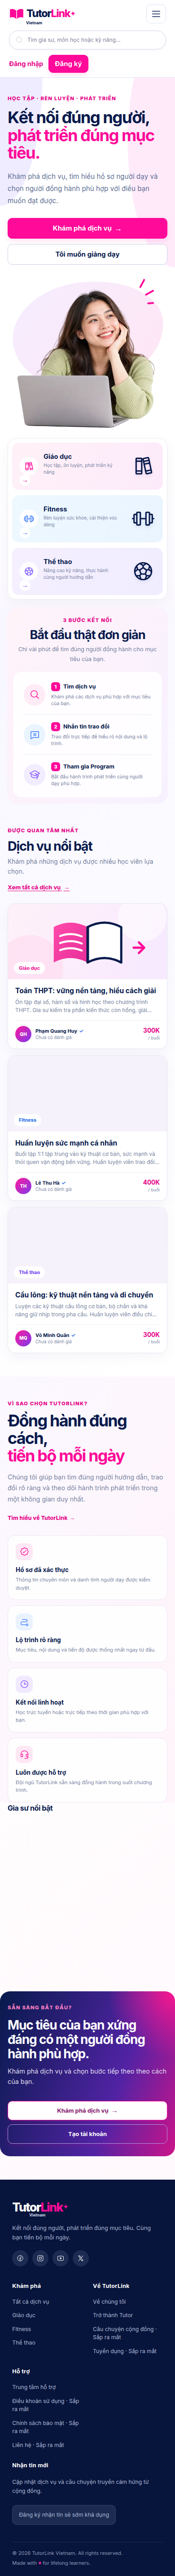 TutorLink
Vietnam
Tìm gia sư, môn học hoặc kỹ năng...
Đăng nhập
Đăng ký
HỌC TẬP · RÈN LUYỆN · PHÁT TRIỂN
Kết nối đúng người,
phát triển đúng mục
tiêu.
Khám phá dịch vụ, tìm hiểu hồ sơ người dạy và
chọn người đồng hành phù hợp với điều bạn
muốn đạt được.
Khám phá dịch vụ →
Tôi muốn giảng dạy
Giáo dục
Học tập, ôn luyện, phát triển kỹ
năng
→
Fitness
Rèn luyện sức khỏe, cải thiện vóc
dáng
→
Thể thao
Nâng cao kỹ năng, thực hành
cùng người hướng dẫn
→
3 BƯỚC KẾT NỐI
Bắt đầu thật đơn giản
Chỉ vài phút để tìm đúng người đồng hành cho mục
tiêu của bạn.
1 Tìm dịch vụ
Khám phá các dịch vụ phù hợp với mục tiêu
của bạn.
2 Nhắn tin trao đổi
Trao đổi trực tiếp để hiểu rõ nội dung và lộ
trình.
3 Tham gia Program
Bắt đầu hành trình phát triển cùng người
dạy phù hợp.
ĐƯỢC QUAN TÂM NHẤT
Dịch vụ nổi bật
Khám phá những dịch vụ được nhiều học viên lựa
chọn.
Xem tất cả dịch vụ →
Giáo dục
Toán THPT: vững nền tảng, hiểu cách giải
Ôn tập đại số, hàm số và hình học theo chương trình
THPT. Gia sư kiểm tra phần kiến thức còn hổng, giải...
QH
Phạm Quang Huy ✓
Chưa có đánh giá
300K
/ buổi
Fitness
Huấn luyện sức mạnh cá nhân
Buổi tập 1:1 tập trung vào kỹ thuật cơ bản, sức mạnh và
thói quen vận động bền vững. Huấn luyện viên trao đổi...
TH
Lê Thu Hà ✓
Chưa có đánh giá
400K
/ buổi
Thể thao
Cầu lông: kỹ thuật nền tảng và di chuyển
Luyện các kỹ thuật cầu lông cơ bản, bộ chân và khả
năng giữ nhịp trong pha cầu. Huấn luyện viên điều chỉ...
MQ
Võ Minh Quân ✓
Chưa có đánh giá
300K
/ buổi
VÌ SAO CHỌN TUTORLINK?
Đồng hành đúng
cách,
tiến bộ mỗi ngày
Chúng tôi giúp bạn tìm đúng người hướng dẫn, trao
đổi rõ ràng và theo dõi hành trình phát triển trong
một không gian duy nhất.
Tìm hiểu về TutorLink →
Hồ sơ đã xác thực
Thông tin chuyên môn và danh tính người dạy được kiểm
duyệt.
Lộ trình rõ ràng
Mục tiêu, nội dung và tiến độ được thống nhất ngay từ đầu.
Kết nối linh hoạt
Học trực tuyến hoặc trực tiếp theo thời gian phù hợp với
bạn.
Luôn được hỗ trợ
Đội ngũ TutorLink sẵn sàng đồng hành trong suốt chương
trình.
Gia sư nổi bật
SẴN SÀNG BẮT ĐẦU?
Mục tiêu của bạn xứng
đáng có một người đồng
hành phù hợp.
Khám phá dịch vụ và chọn bước tiếp theo theo cách
của bạn.
Khám phá dịch vụ →
Tạo tài khoản
TutorLink
Vietnam
Kết nối đúng người, phát triển đúng mục tiêu. Cùng
bạn tiến bộ mỗi ngày.
Khám phá
Tất cả dịch vụ
Giáo dục
Fitness
Thể thao
Về TutorLink
Về chúng tôi
Trở thành Tutor
Câu chuyện cộng đồng ·
Sắp ra mắt
Tuyển dụng · Sắp ra mắt
Hỗ trợ
Trung tâm hỗ trợ
Điều khoản sử dụng · Sắp
ra mắt
Chính sách bảo mật · Sắp
ra mắt
Liên hệ · Sắp ra mắt
Nhận tin mới
Cập nhật dịch vụ và câu chuyện truyền cảm hứng từ
cộng đồng.
Đăng ký nhận tin sẽ sớm khả dụng
© 2026 TutorLink Vietnam. All rights reserved.
Made with ♥ for lifelong learners.